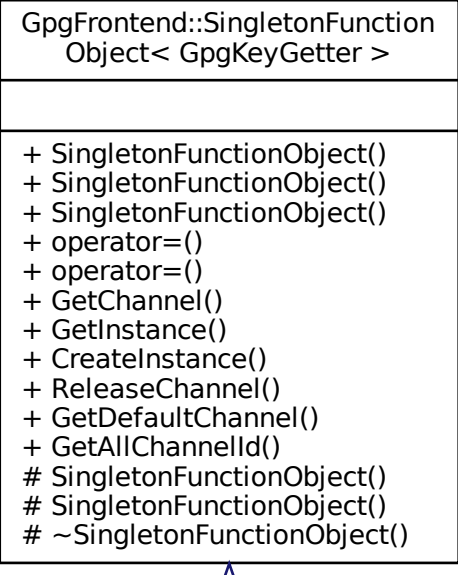 GpgFrontend::SingletonFunction
Object< GpgKeyGetter >
+ SingletonFunctionObject()
+ SingletonFunctionObject()
+ SingletonFunctionObject()
+ operator=()
+ operator=()
+ GetChannel()
+ GetInstance()
+ CreateInstance()
+ ReleaseChannel()
+ GetDefaultChannel()
+ GetAllChannelId()
# SingletonFunctionObject()
# SingletonFunctionObject()
# ~SingletonFunctionObject()